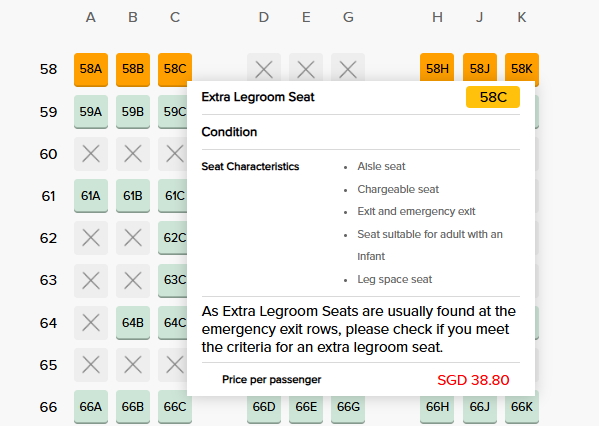 A B C D E G H J K
58 58A 58B 58C 58H 58J 58K
Extra Legroom Seat 58C
59 59A 59B 59C
Condition
60
Seat Characteristics • Aisle seat
61 61A 61B 61C • Chargeable seat
• Exit and emergency exit
62 62C • Seat suitable for adult with an
Infant
63 63C • Leg space seat
As Extra Legroom Seats are usually found at the
64 64B 64C emergency exit rows, please check if you meet
the criteria for an extra legroom seat.
65
Price per passenger SGD 38.80
66 66A 66B 66C 66D 66E 66G 66H 66J 66K